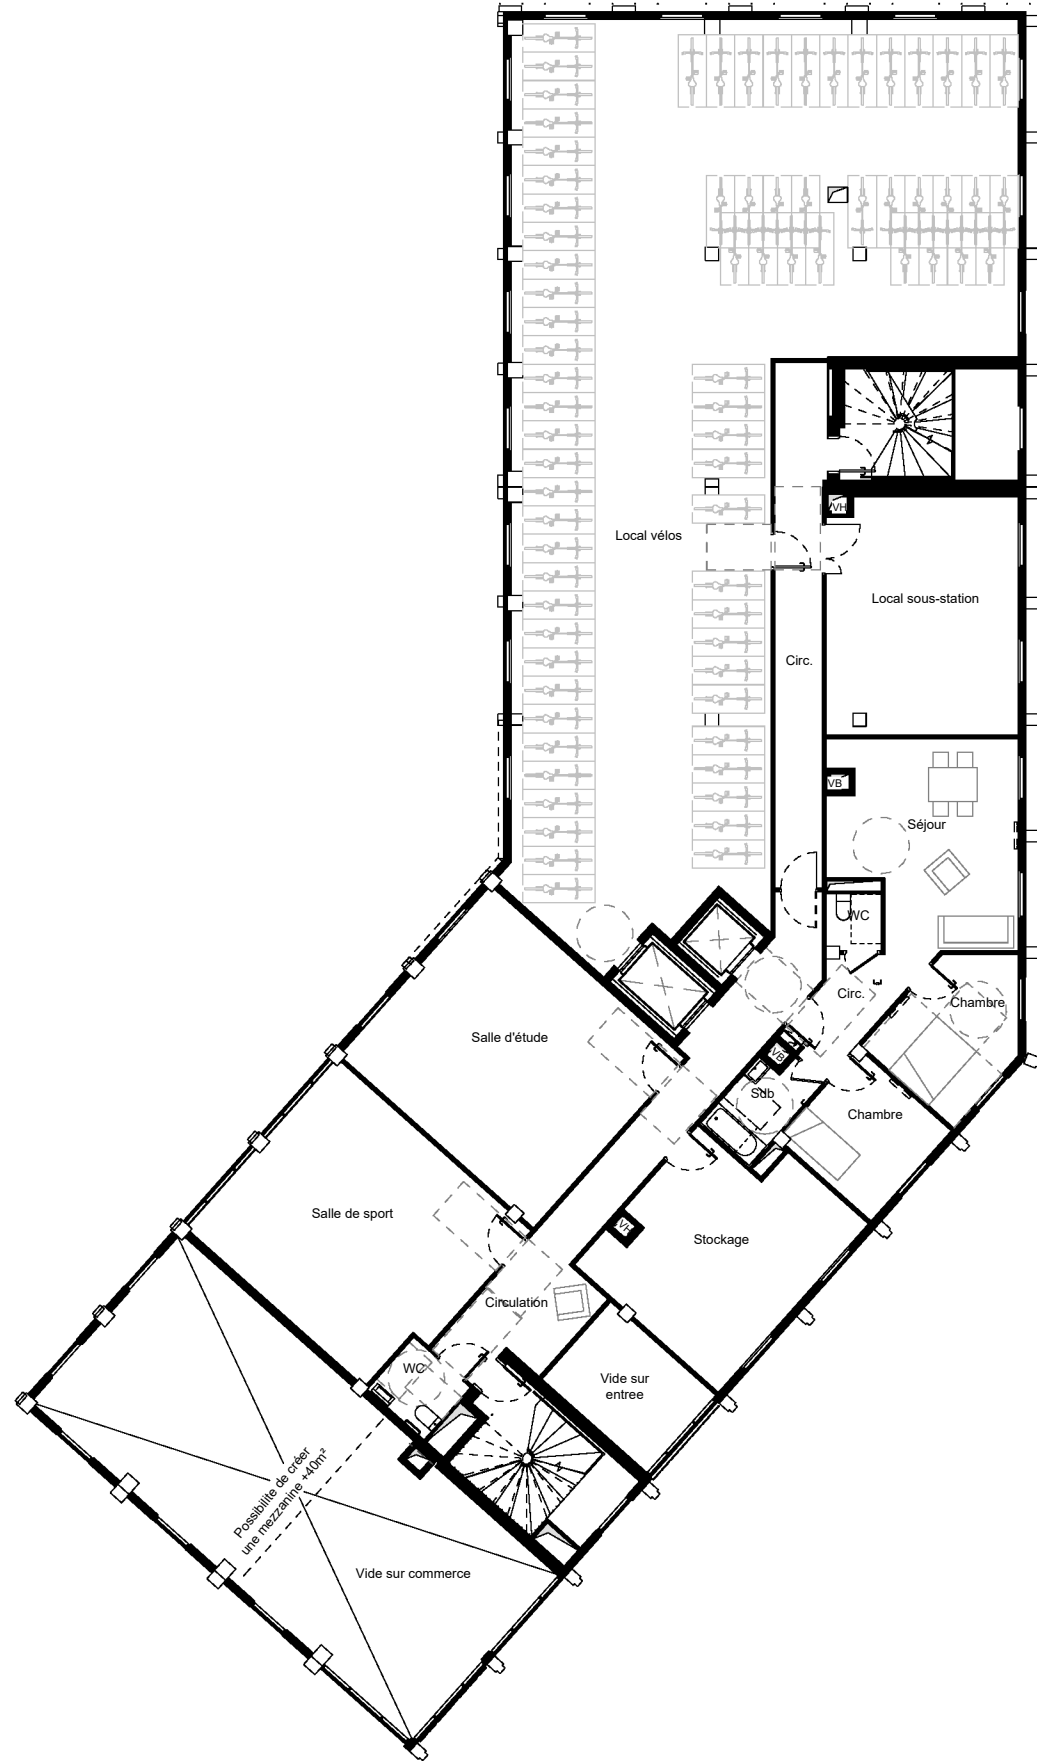 VH
Local vélos
Local sous-station
Circ.
VB
Séjour
WC
Circ.
Chambre
Salle d'étude
VB
Sdb
Chambre
Salle de sport
VH
Stockage
Circulation
WC
Vide sur
entree
Possibilite de créer
une mezzanine +40m²
Vide sur commerce